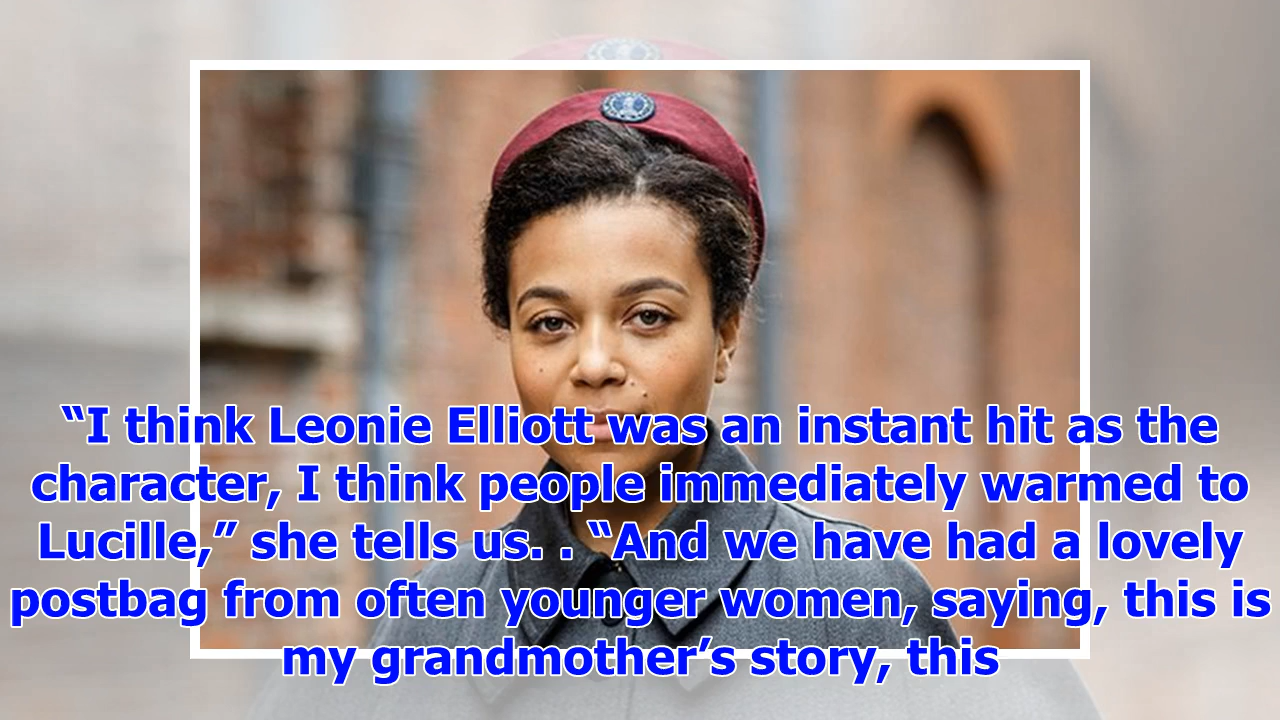 “I think Leonie Elliott was an instant hit as the
character, I think people immediately warmed to
Lucille,” she tells us. . “And we have had a lovely
postbag from often younger women, saying, this is
my grandmother’s story, this